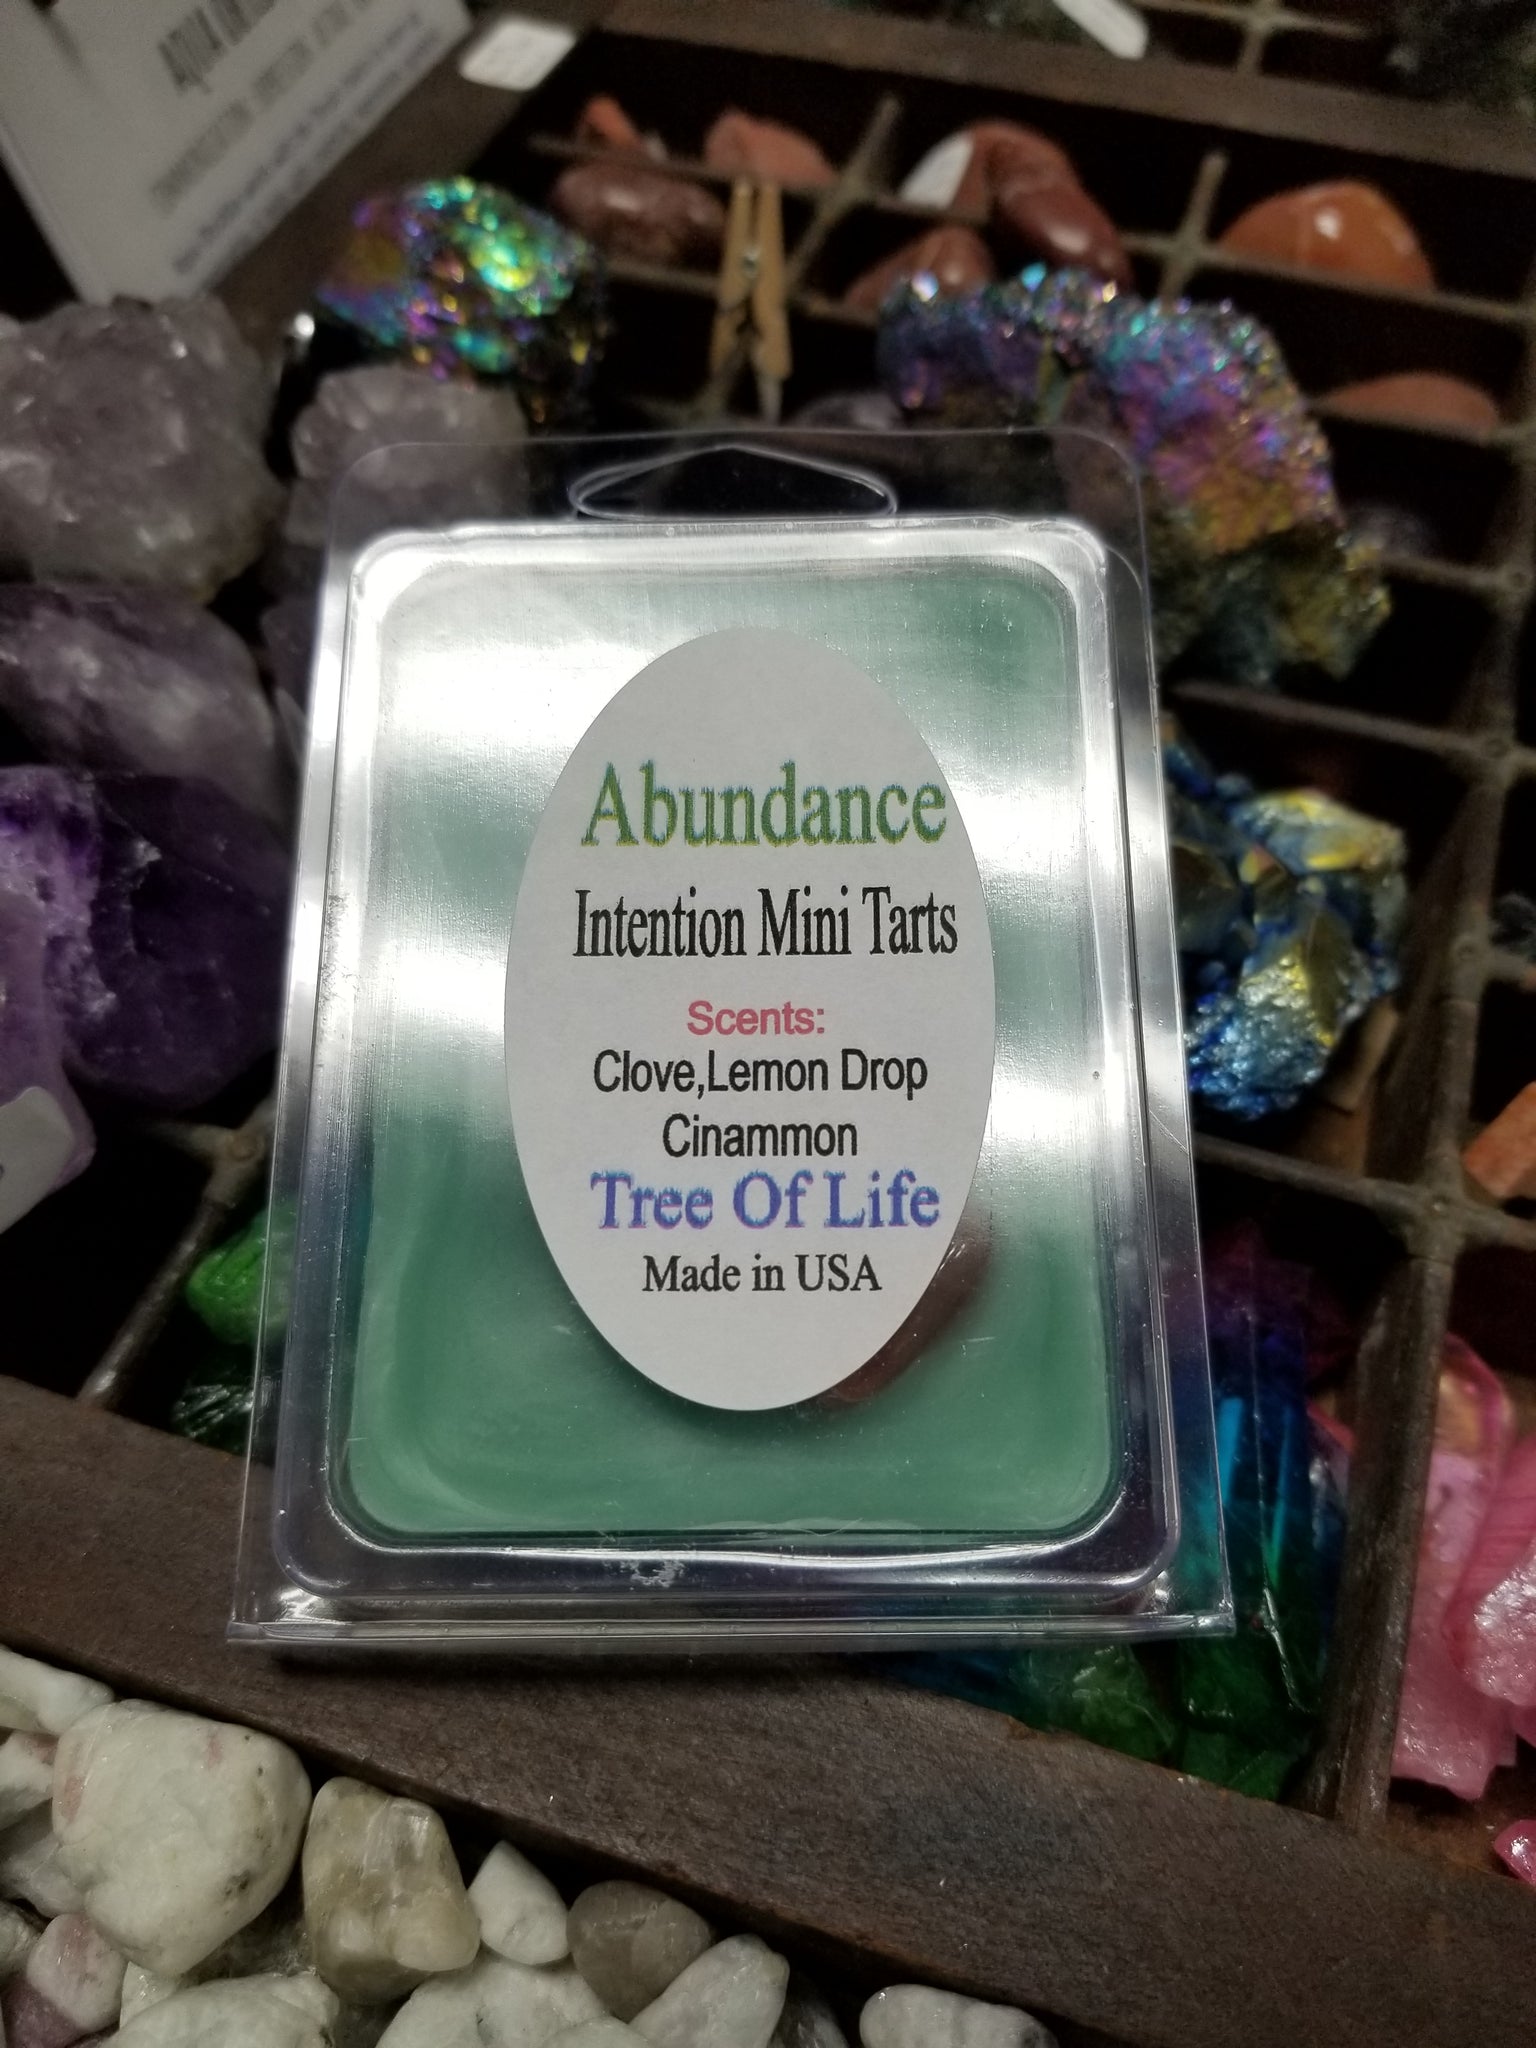 Abundance
Intention Mini Tarts
Scents:
Clove,Lemon Drop
Cinammon
Tree Of Life
Made in USA